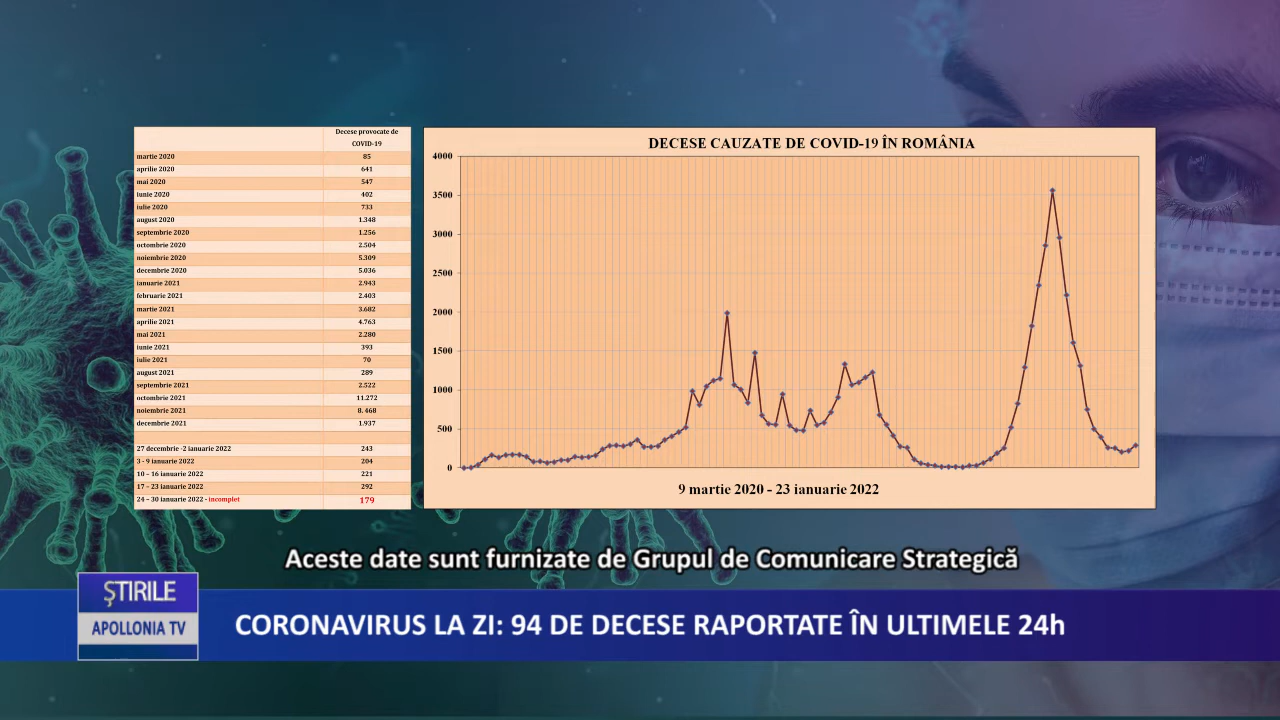 Decese provocate de
COVID-19
martie 2020 85
aprilie 2020 641
mai 2020 547
iunie 2020 402
iulie 2020 733
august 2020 1.348
septembrie 2020 1.256
octombrie 2020 2.504
noiembrie 2020 5.309
decembrie 2020 5.036
ianuarie 2021 2.943
februarie 2021 2.403
martie 2021 3.682
aprilie 2021 4.763
mai 2021 2.280
iunie 2021 393
iulie 2021 70
august 2021 289
septembrie 2021 2.522
octombrie 2021 11.272
noiembrie 2021 8. 468
decembrie 2021 1.937
27 decembrie -2 ianuarie 2022 243
3 - 9 ianuarie 2022 204
10 – 16 ianuarie 2022 221
17 – 23 ianuarie 2022 292
24 – 30 ianuarie 2022 - incomplet 179
DECESE CAUZATE DE COVID-19 ÎN ROMÂNIA
4000
3500
3000
2500
2000
1500
1000
500
0
9 martie 2020 - 23 ianuarie 2022
Aceste date sunt furnizate de Grupul de Comunicare Strategică
ȘTIRILE
APOLLONIA TV
CORONAVIRUS LA ZI: 94 DE DECESE RAPORTATE ÎN ULTIMELE 24h